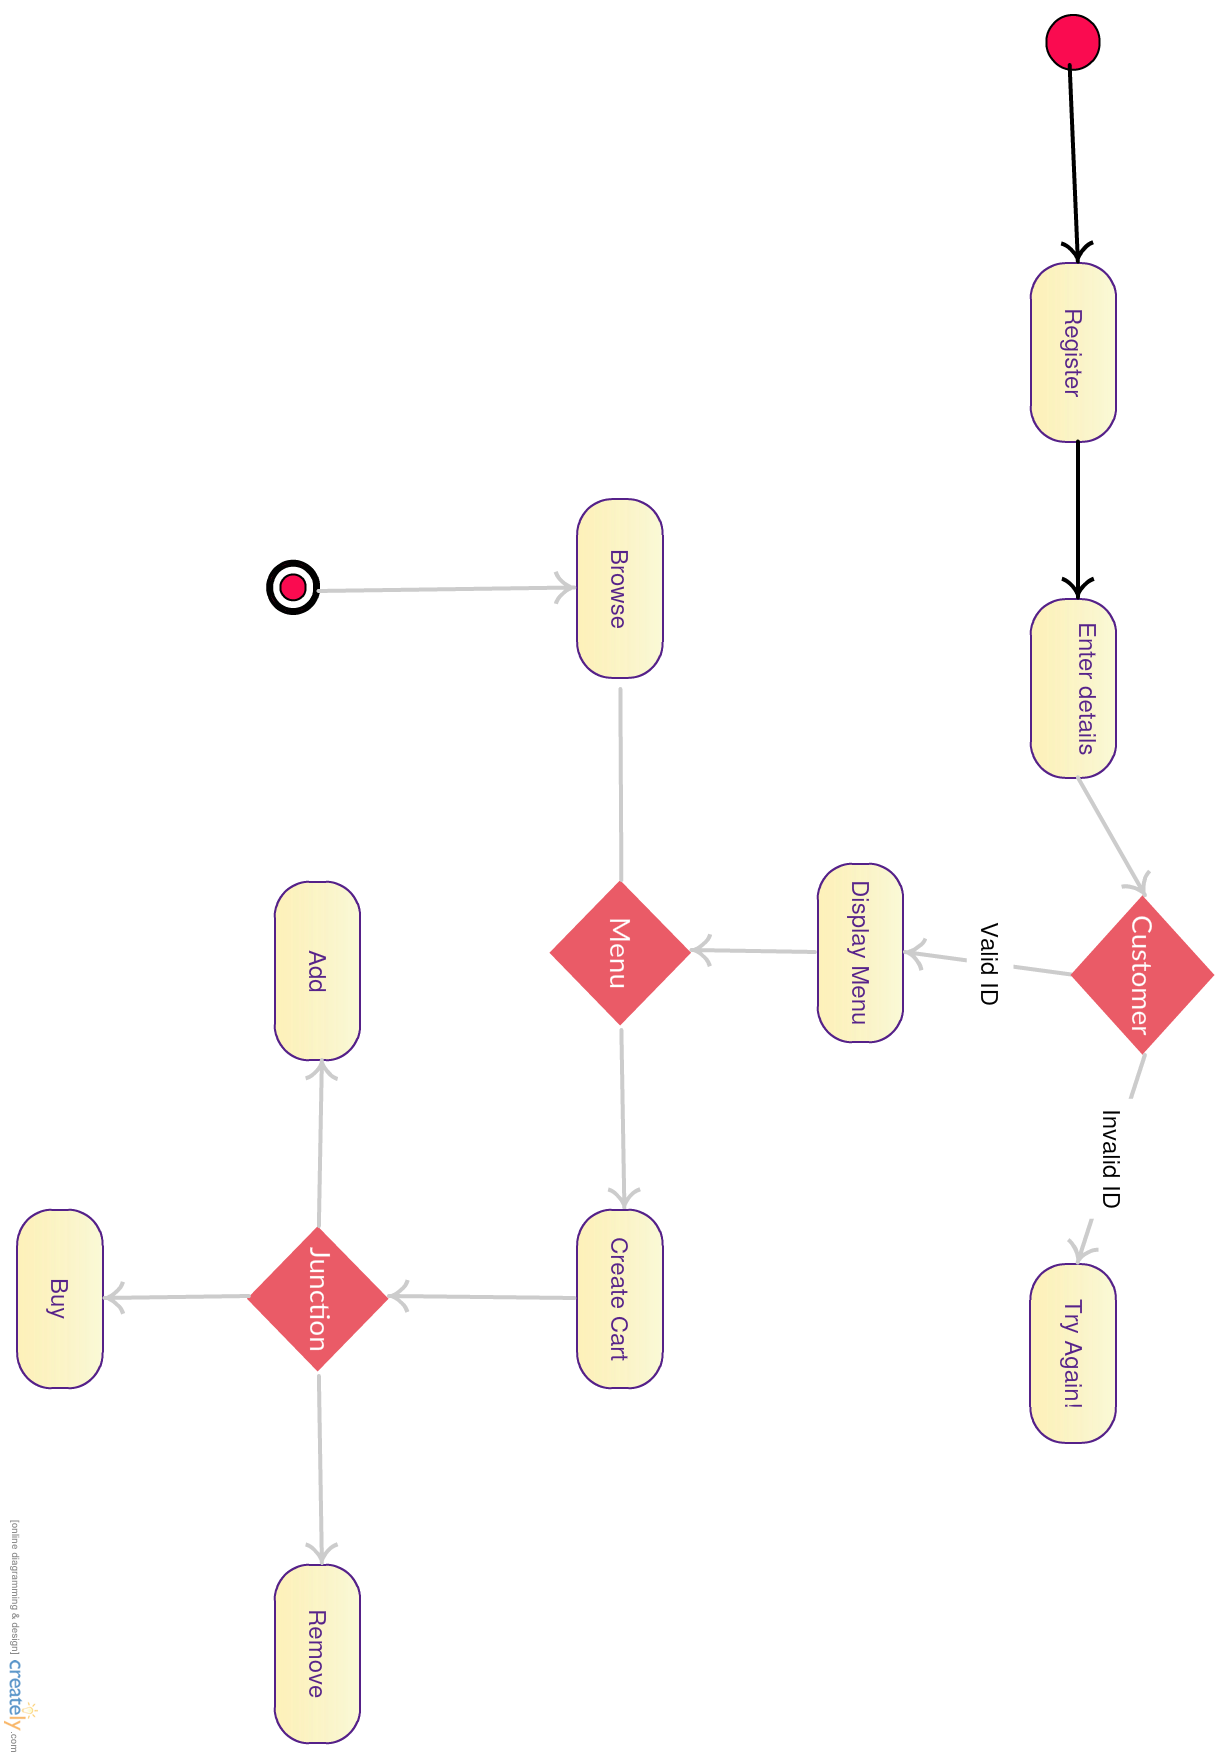 Register
Enter details
Customer
Valid ID
Invalid ID
Try Again!
Display Menu
Browse
Menu
Create Cart
Add
Junction
Remove
Buy
[online diagramming & design] creately.com